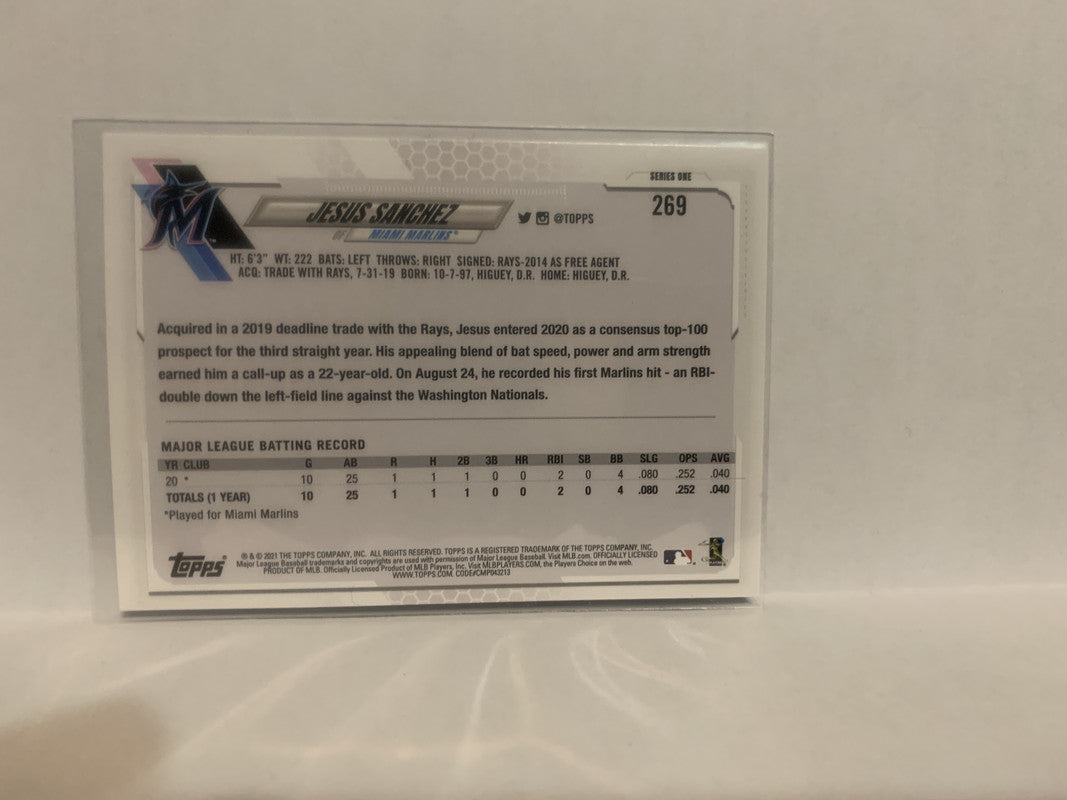 SERIES ONE
269
M
JESUS SANCHEZ
OF MIAMI MARLINS®
@TOPPS
HT: 6'3" WT: 222 BATS: LEFT THROWS: RIGHT SIGNED: RAYS-2014 AS FREE AGENT
ACQ: TRADE WITH RAYS, 7-31-19 BORN: 10-7-97, HIGUEY, D.R. HOME: HIGUEY, D.R.
Acquired in a 2019 deadline trade with the Rays, Jesus entered 2020 as a consensus top-100
prospect for the third straight year. His appealing blend of bat speed, power and arm strength
earned him a call-up as a 22-year-old. On August 24, he recorded his first Marlins hit - an RBI-
double down the left-field line against the Washington Nationals.
MAJOR LEAGUE BATTING RECORD
YR CLUB G AB R H 2B 3B HR RBI SB BB SLG OPS AVG
20 * 10 25 1 1 1 0 0 2 0 4 .080 .252 .040
TOTALS (1 YEAR) 10 25 1 1 1 0 0 2 0 4 .080 .252 .040
*Played for Miami Marlins
topps®
® & © 2021 THE TOPPS COMPANY, INC. ALL RIGHTS RESERVED. TOPPS IS A REGISTERED TRADEMARK OF THE TOPPS COMPANY, INC.
Major League Baseball trademarks and copyrights are used with permission of Major League Baseball. Visit MLB.com. OFFICIALLY LICENSED
PRODUCT OF MLB. Officially Licensed Product of MLB Players, Inc. Visit MLBPLAYERS.COM, the Players Choice on the web.
WWW.TOPPS.COM. CODE#CMP043213